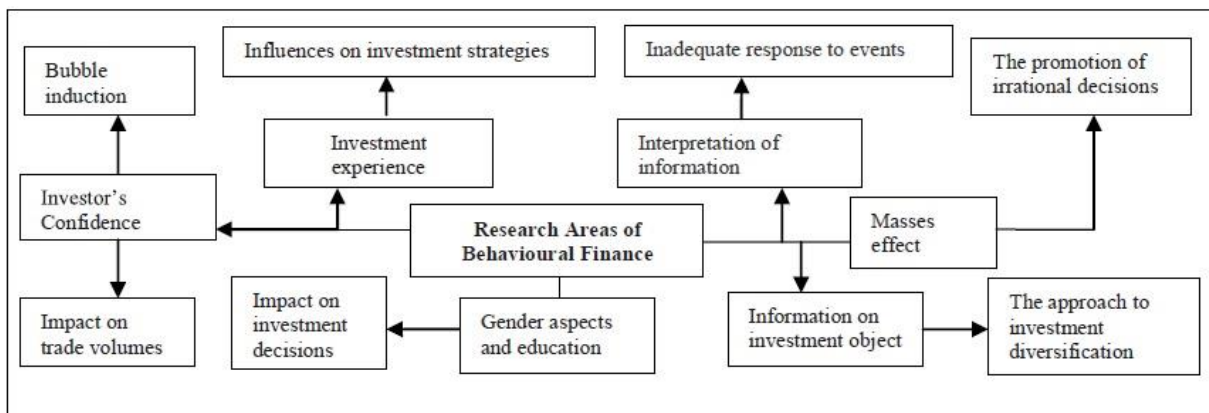 Influences on investment strategies
Inadequate response to events
Bubble
induction
The promotion of
irrational decisions
Investment
experience
Interpretation of
information
Investor's
Confidence
Research Areas of
Behavioural Finance
Masses
effect
Impact on
trade volumes
Impact on
investment
decisions
Gender aspects
and education
Information on
investment object
The approach to
investment
diversification